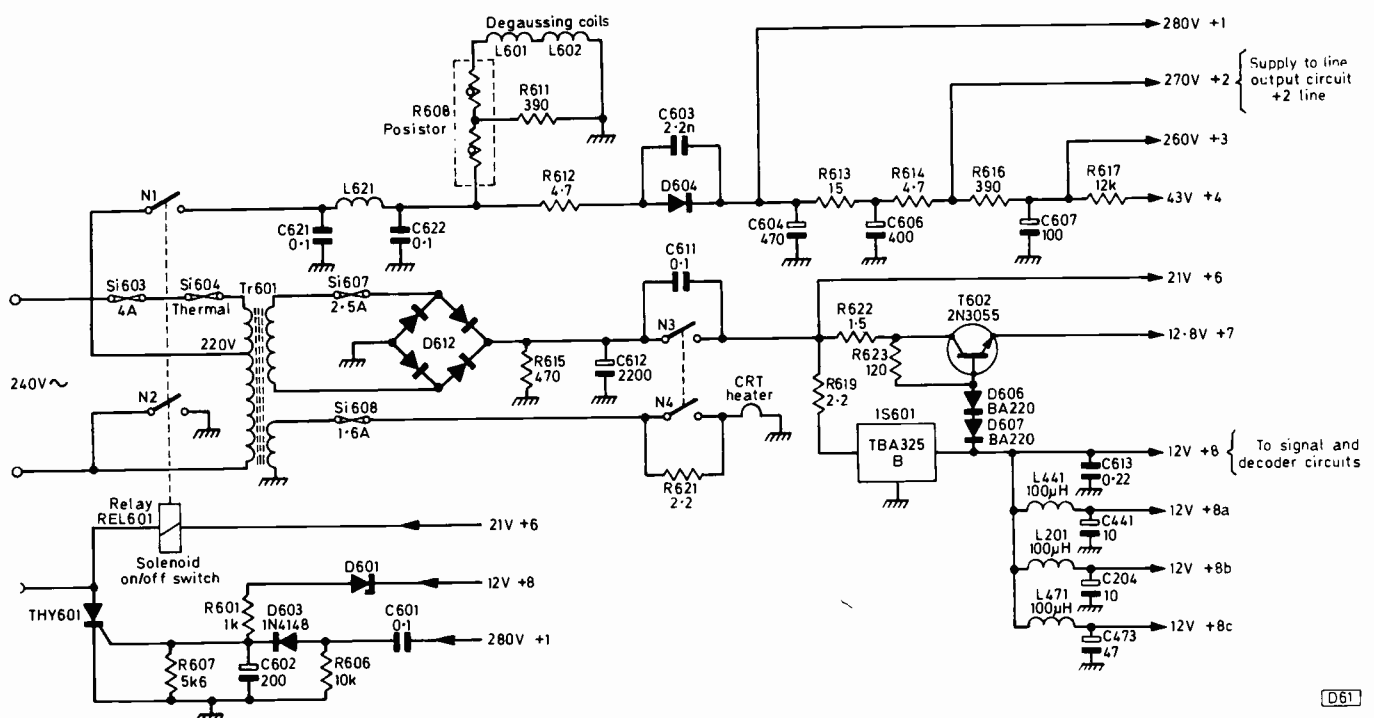 Degaussing coils
L601 L602
R608
Posistor
R611
390
C603
2·2n
R612
4·7
D604
280V +1
270V +2
Supply to line
output circuit
+2 line
260V +3
R613
15
R614
4·7
R616
390
R617
12k
43V +4
C604
470
C606
400
C607
100
N1
L621
C621
0·1
C622
0·1
Si603
4A
Si604
Thermal
Tr601
220V
240V~
N2
Si607
2·5A
D612
R615
470
C612
2200
C611
0·1
N3
N4
CRT
heater
Si608
1·6A
R621
2·2
21V +6
R622
1·5
T602
2N3055
12·8V +7
R623
120
R619
2·2
D606
BA220
D607
BA220
IS601
TBA325
B
12V +8
To signal and
decoder circuits
C613
0·22
L441
100µH
12V +8a
C441
10
L201
100µH
12V +8b
C204
10
L471
100µH
12V +8c
C473
47
Relay
REL601
Solenoid
on/off switch
21V +6
D601
12V +8
THY601
R601
1k
D603
1N4148
C601
0·1
280V +1
R607
5k6
C602
200
R606
10k
D61